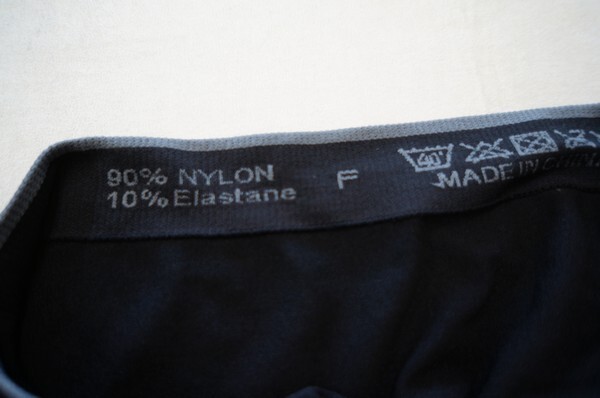 90% NYLON
10% Elastane
F
40°
MADE IN